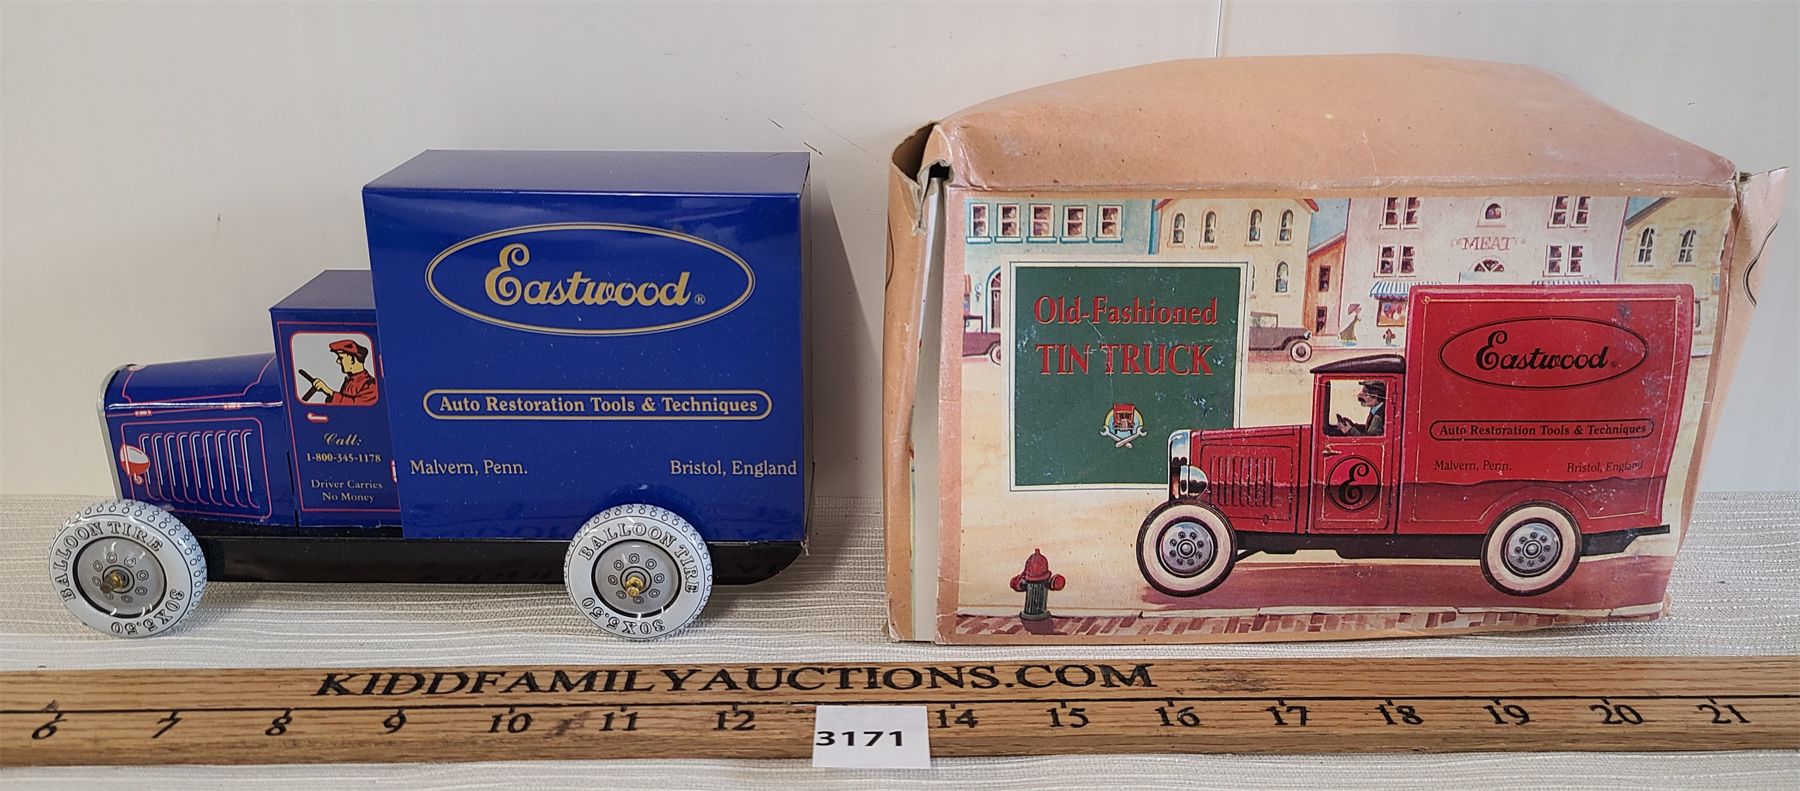 Eastwood®
Auto Restoration Tools & Techniques
Malvern, Penn.
Bristol, England
Call:
1-800-345-1178
Driver Carries
No Money
BALLOON TIRE
30X5.50
BALLOON TIRE
30X5.50
MEAT
Old-Fashioned
TIN TRUCK
Eastwood®
Auto Restoration Tools & Techniques
Malvern, Penn.
Bristol, England
E
KIDDFAMILYAUCTIONS.COM
6 7 8 9 10 11 12 14 15 16 17 18 19 20 21
3171